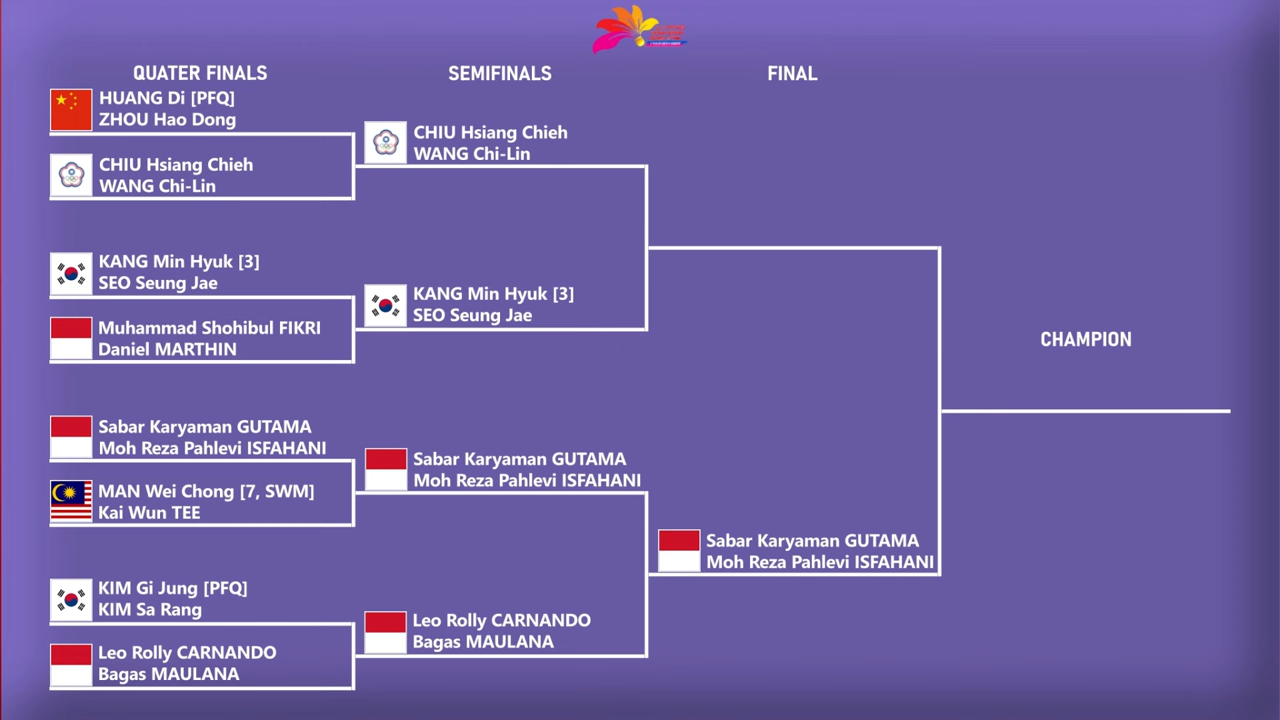 QUATER FINALS
SEMIFINALS
FINAL
HUANG Di [PFQ]
ZHOU Hao Dong
CHIU Hsiang Chieh
WANG Chi-Lin
CHIU Hsiang Chieh
WANG Chi-Lin
KANG Min Hyuk [3]
SEO Seung Jae
Muhammad Shohibul FIKRI
Daniel MARTHIN
KANG Min Hyuk [3]
SEO Seung Jae
CHAMPION
Sabar Karyaman GUTAMA
Moh Reza Pahlevi ISFAHANI
MAN Wei Chong [7, SWM]
Kai Wun TEE
Sabar Karyaman GUTAMA
Moh Reza Pahlevi ISFAHANI
Sabar Karyaman GUTAMA
Moh Reza Pahlevi ISFAHANI
KIM Gi Jung [PFQ]
KIM Sa Rang
Leo Rolly CARNANDO
Bagas MAULANA
Leo Rolly CARNANDO
Bagas MAULANA